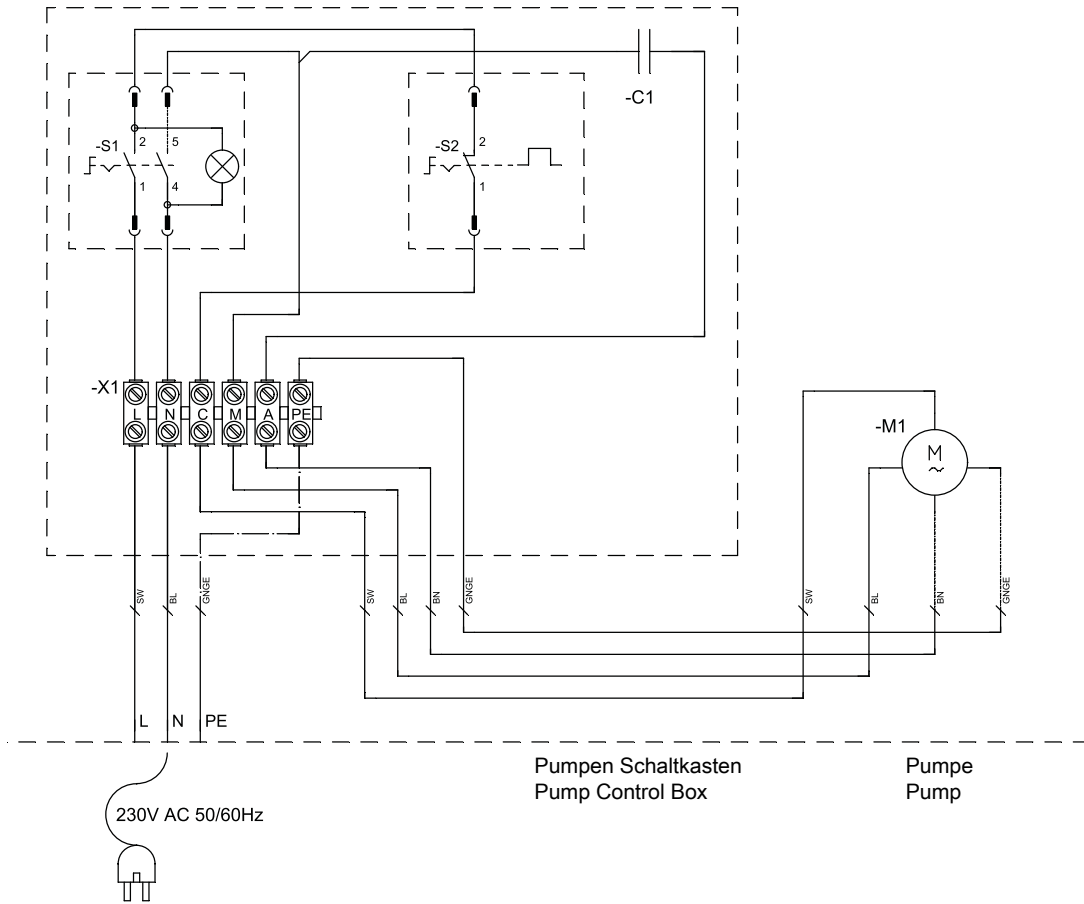 -C1
-S1
2
5
1
4
-S2
2
1
-X1
L
N
C
M
A
PE
-M1
M
~
SW
BL
GNGE
SW
BL
BN
GNGE
SW
BL
BN
GNGE
L
N
PE
Pumpen Schaltkasten
Pump Control Box
Pumpe
Pump
230V AC 50/60Hz